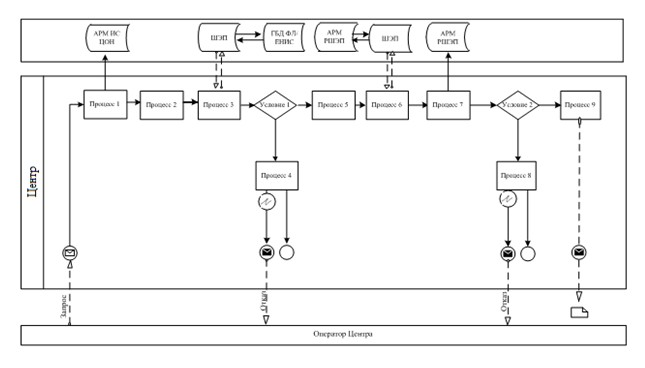 АРМ ИС
ЦОН
ШЭП
ГБД ФЛ/
ЕНИС
АРМ
РШЭП
ШЭП
АРМ
РШЭП
Центр
Процесс 1
Процесс 2
Процесс 3
Условие 1
Процесс 5
Процесс 6
Процесс 7
Условие 2
Процесс 9
Процесс 4
Процесс 8
Запрос
Отказ
Отказ
Оператор Центра